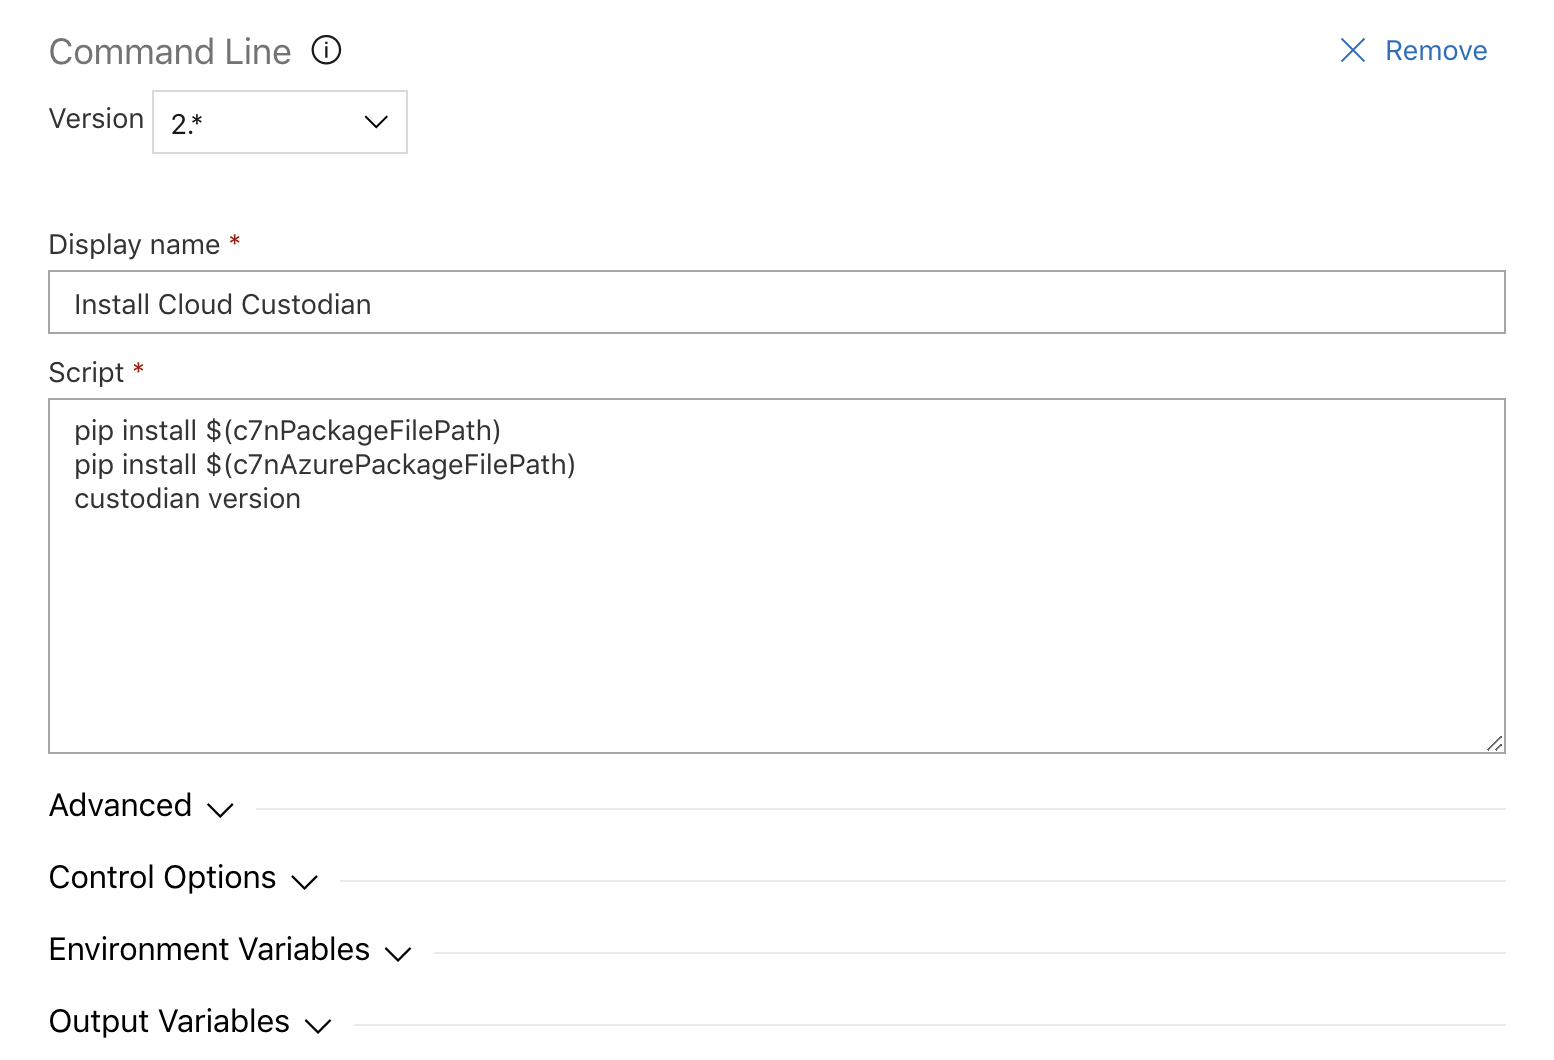 Command Line
Remove
Version
2.*
Display name *
Install Cloud Custodian
Script *
pip install $(c7nPackageFilePath)
pip install $(c7nAzurePackageFilePath)
custodian version
Advanced
Control Options
Environment Variables
Output Variables